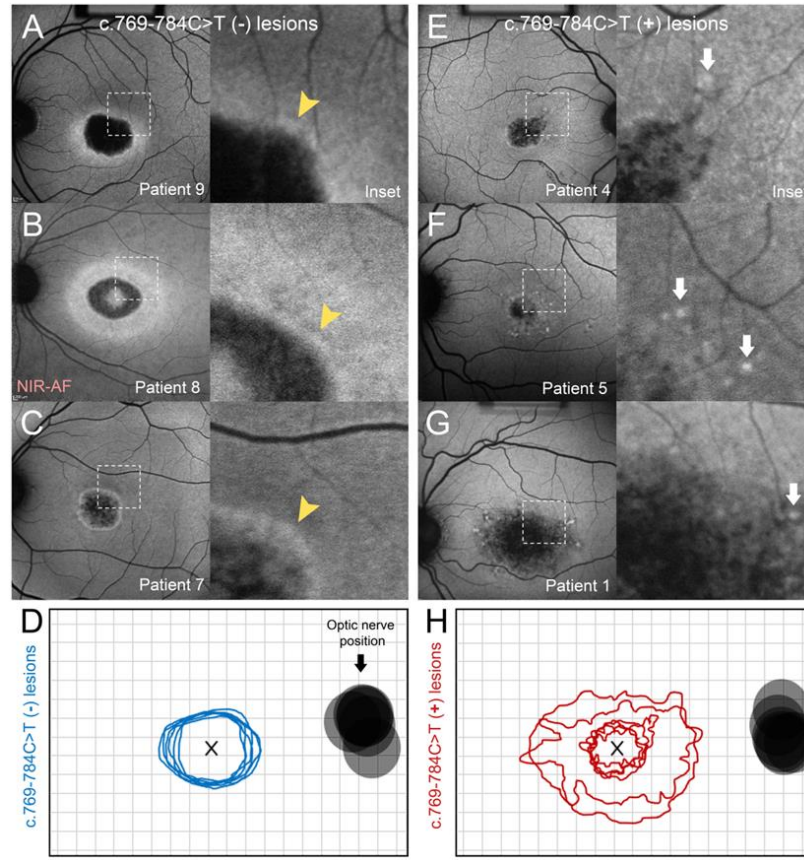 A
c.769-784C>T (-) lesions
Patient 9
Inset
B
NIR-AF
Patient 8
C
Patient 7
D
c.769-784C>T (-) lesions
Optic nerve
position
X
E
c.769-784C>T (+) lesions
Patient 4
Inset
F
Patient 5
G
Patient 1
H
c.769-784C>T (+) lesions
X